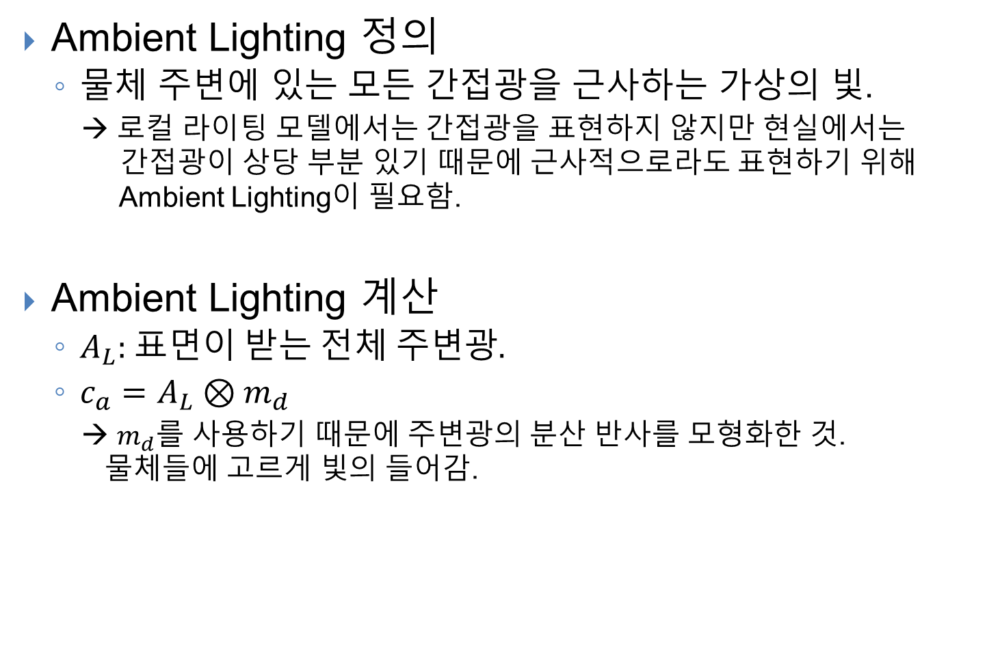 Ambient Lighting 정의
물체 주변에 있는 모든 간접광을 근사하는 가상의 빛.
→ 로컬 라이팅 모델에서는 간접광을 표현하지 않지만 현실에서는
간접광이 상당 부분 있기 때문에 근사적으로라도 표현하기 위해
Ambient Lighting이 필요함.
Ambient Lighting 계산
A_L: 표면이 받는 전체 주변광.
c_a = A_L ⊗ m_d
→ m_d를 사용하기 때문에 주변광의 분산 반사를 모형화한 것.
물체들에 고르게 빛의 들어감.